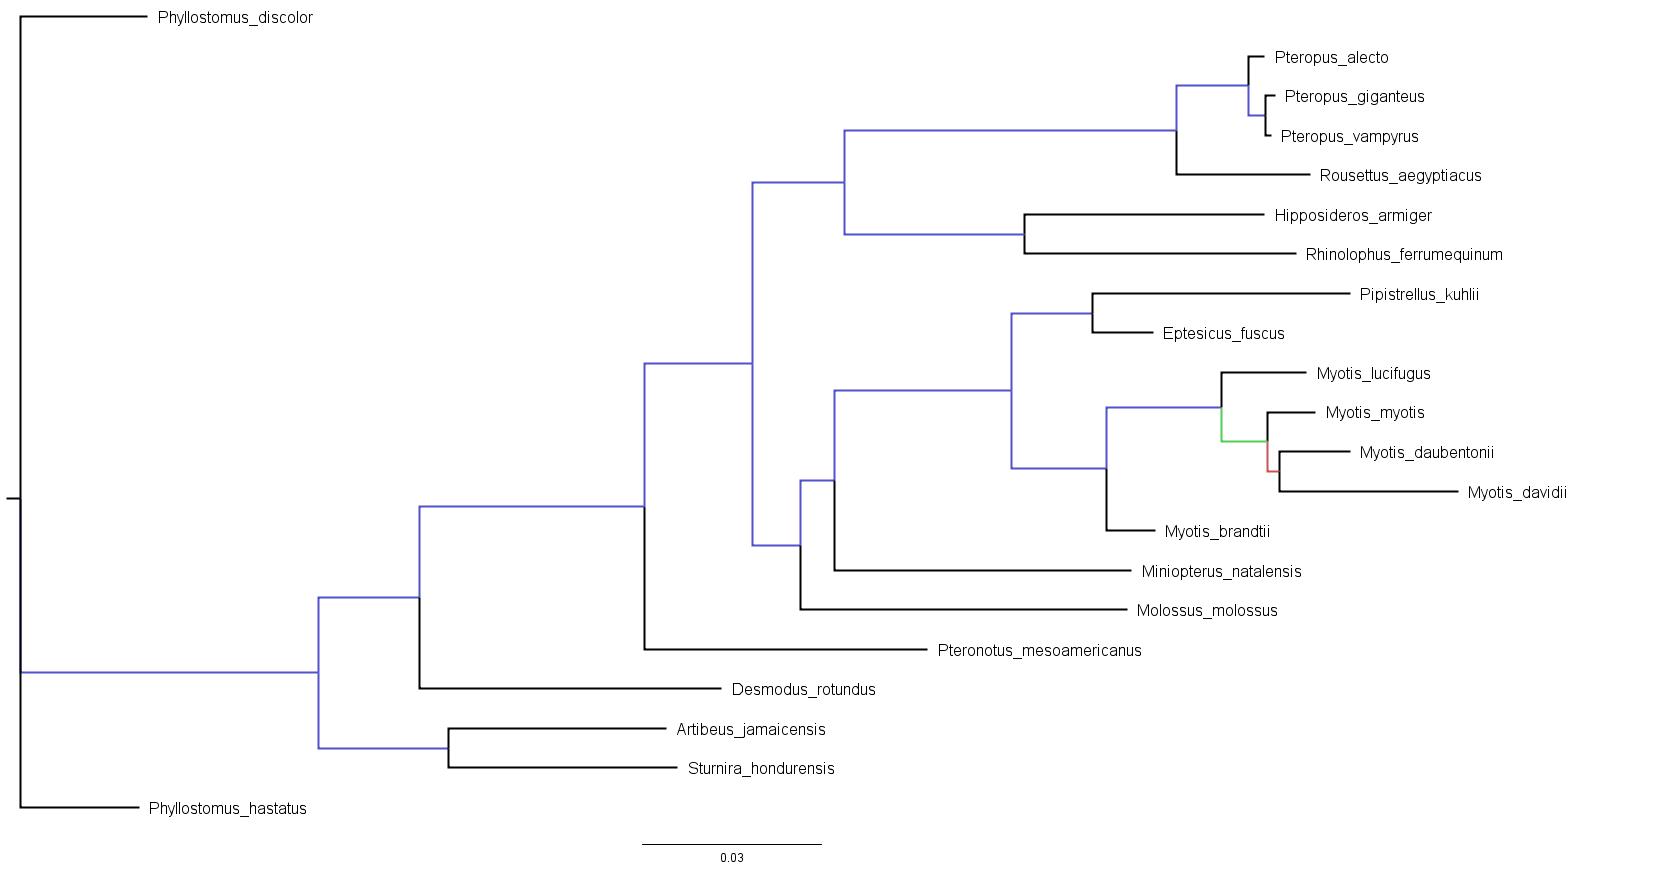 Phyllostomus_discolor
Pteropus_alecto
Pteropus_giganteus
Pteropus_vampyrus
Rousettus_aegyptiacus
Hipposideros_armiger
Rhinolophus_ferrumequinum
Pipistrellus_kuhlii
Eptesicus_fuscus
Myotis_lucifugus
Myotis_myotis
Myotis_daubentonii
Myotis_davidii
Myotis_brandtii
Miniopterus_natalensis
Molossus_molossus
Pteronotus_mesoamericanus
Desmodus_rotundus
Artibeus_jamaicensis
Sturnira_hondurensis
Phyllostomus_hastatus
0.03